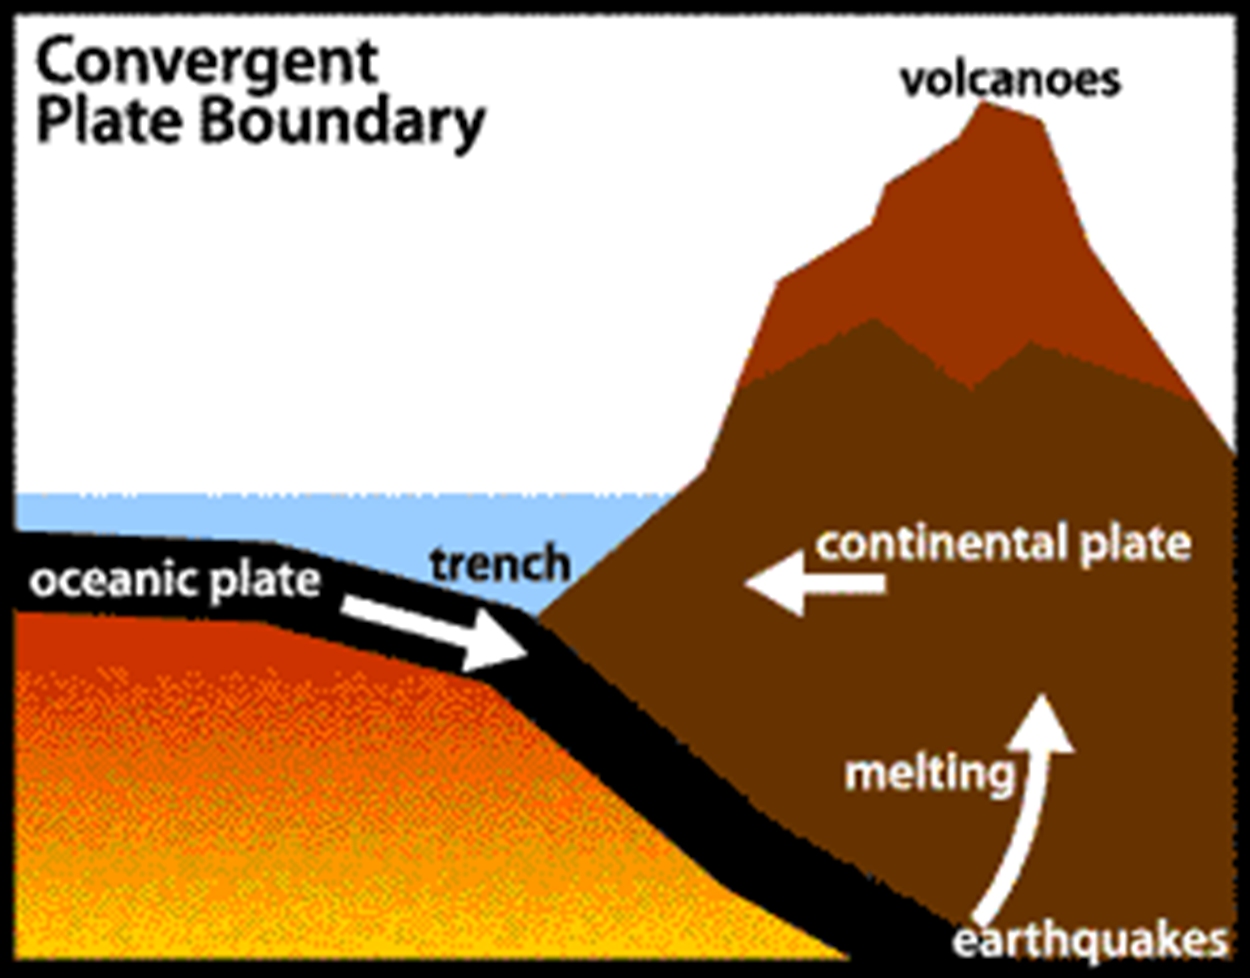 Convergent
Plate Boundary
volcanoes
continental plate
trench
oceanic plate
melting
earthquakes